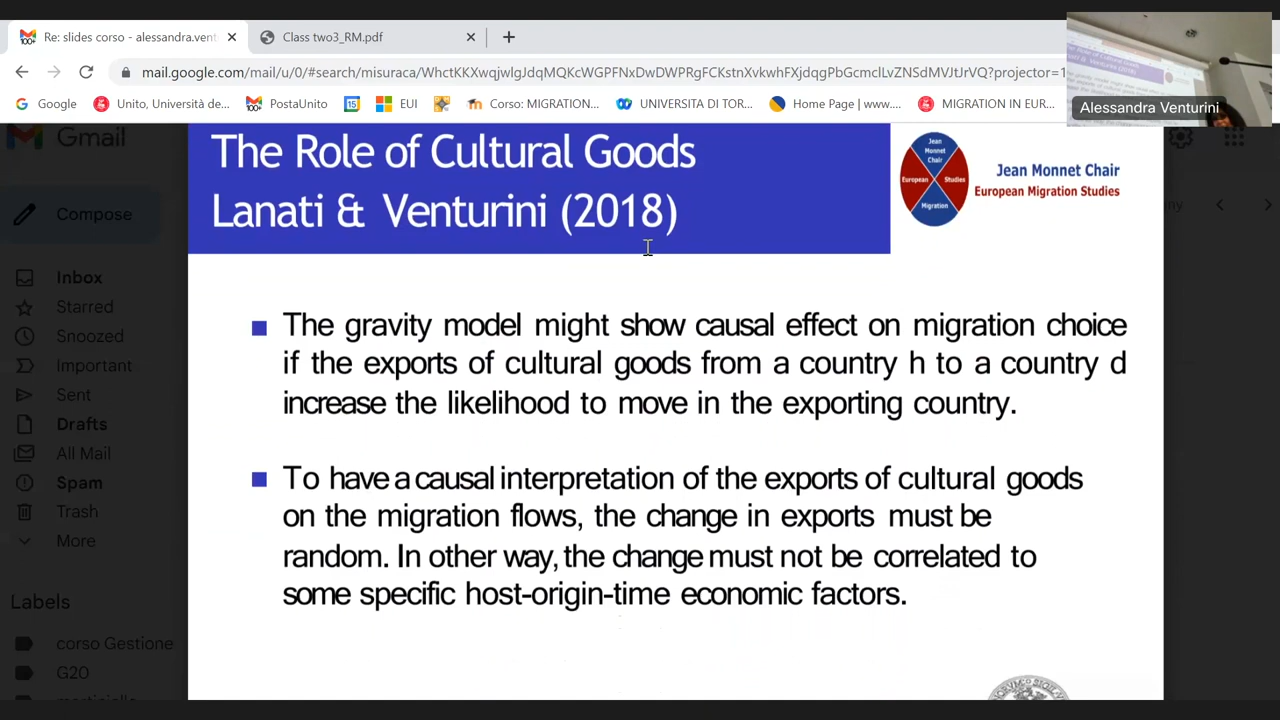 Re: slides corso - alessandra.ven
Class two3_RM.pdf
mail.google.com/mail/u/0/#search/mise
projector=1
Google
Unito, Università de...
PostaUnito
EUI
Corso: MIGRATION...
UNIVERSITA DI TOR...
Home Page | www....
MIGRATION IN EUR...
Alessandra Venturini
Gmail
Compose
Inbox
Starred
Snoozed
Important
Sent
Drafts
All Mail
Spam
Trash
More
Labels
corso Gestione
G20
The Role of Cultural Goods
Lanati & Venturini (2018)
Jean
Monnet
Chair
European Studies
Migration
Jean Monnet Chair
European Migration Studies
The gravity model might show causal effect on migration choice
if the exports of cultural goods from a country h to a country d
increase the likelihood to move in the exporting country.
To have a causal interpretation of the exports of cultural goods
on the migration flows, the change in exports must be
random. In other way, the change must not be correlated to
some specific host-origin-time economic factors.